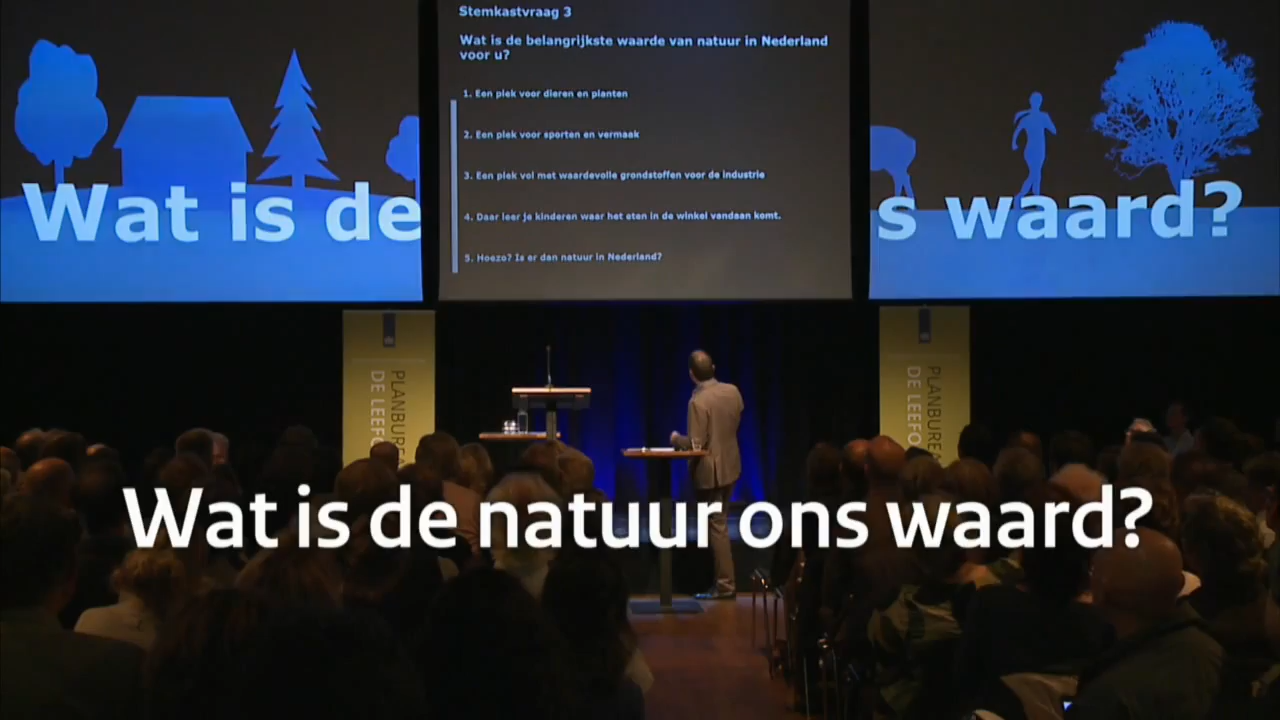 Stemkastvraag 3
Wat is de belangrijkste waarde van natuur in Nederland
voor u?
1. Een plek voor dieren en planten
2. Een plek voor sporten en vermaak
3. Een plek vol met waardevolle grondstoffen voor de industrie
4. Daar leer je kinderen waar het eten in de winkel vandaan komt.
5. Hoezo? Is er dan natuur in Nederland?
Wat is de
s waard?
PLANBUREA
DE LEEFO
PLANBUREA
DE LEEFO
Wat is de natuur ons waard?